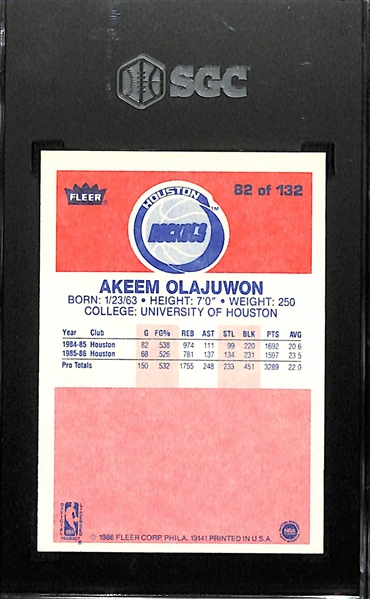 SGC
FLEER
HOUSTON
ROCKETS
TM
82 of 132
AKEEM OLAJUWON
BORN: 1/23/63 • HEIGHT: 7'0" • WEIGHT: 250
COLLEGE: UNIVERSITY OF HOUSTON
Year Club G FG% REB AST STL BLK PTS AVG
1984-85 Houston 82 .538 974 111 99 220 1692 20.6
1985-86 Houston 68 .526 781 137 134 231 1597 23.5
Pro Totals 150 .532 1755 248 233 451 3289 22.0
NBA
© 1986 FLEER CORP. PHILA. 19141 PRINTED IN U.S.A.